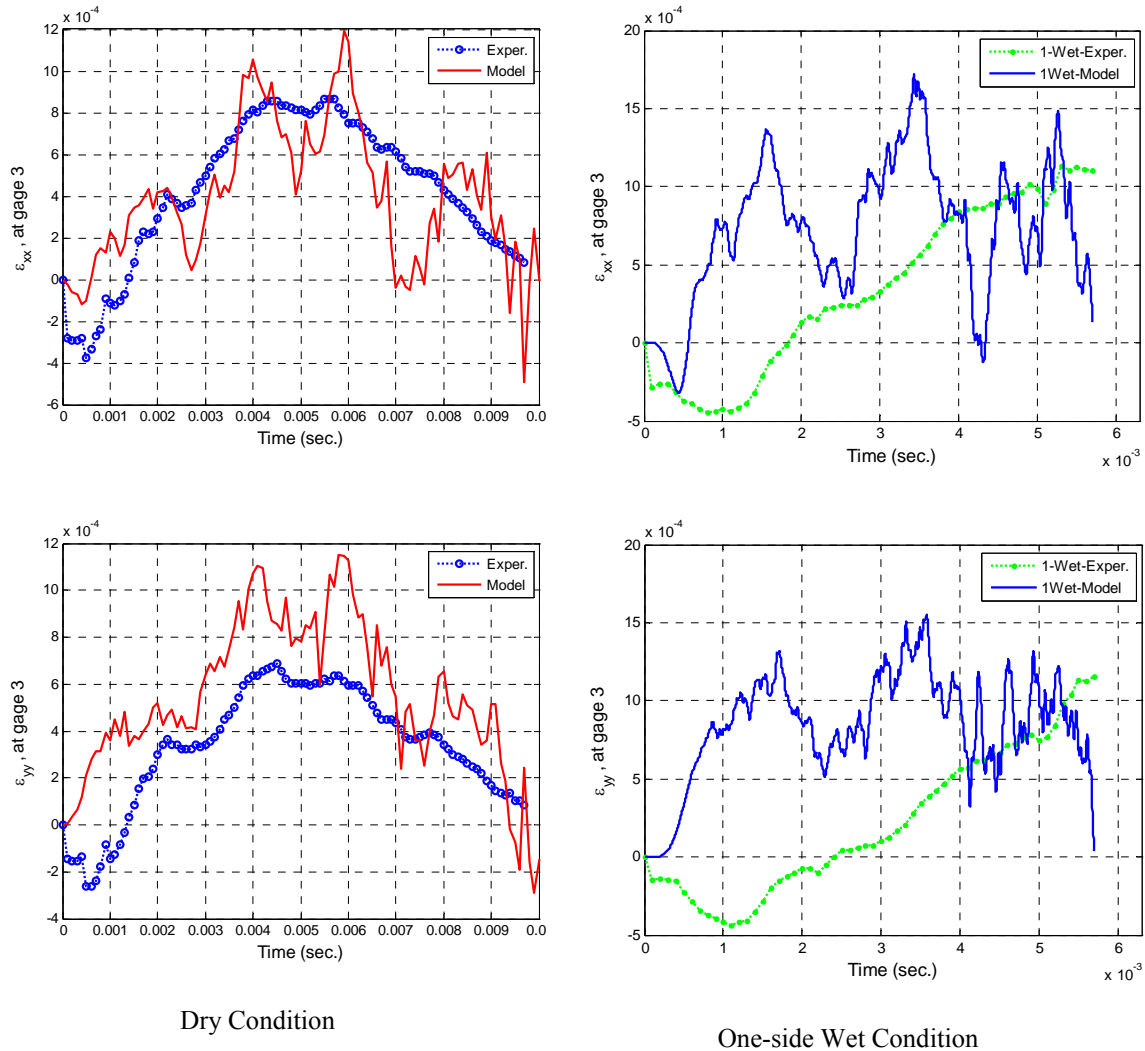 x 10⁻⁴
12
10
8
6
4
2
0
-2
-4
-6
εxx, at gage 3
Exper.
Model
0 0.001 0.002 0.003 0.004 0.005 0.006 0.007 0.008 0.009 0.0
Time (sec.)
x 10⁻⁴
20
15
10
5
0
-5
εxx, at gage 3
1-Wet-Exper.
1Wet-Model
0 1 2 3 4 5 6
Time (sec.)
x 10⁻³
x 10⁻⁴
12
10
8
6
4
2
0
-2
-4
εyy, at gage 3
Exper.
Model
0 0.001 0.002 0.003 0.004 0.005 0.006 0.007 0.008 0.009 0.0
Time (sec.)
x 10⁻⁴
20
15
10
5
0
-5
εyy, at gage 3
1-Wet-Exper.
1Wet-Model
0 1 2 3 4 5 6
Time (sec.)
x 10⁻³
Dry Condition
One-side Wet Condition